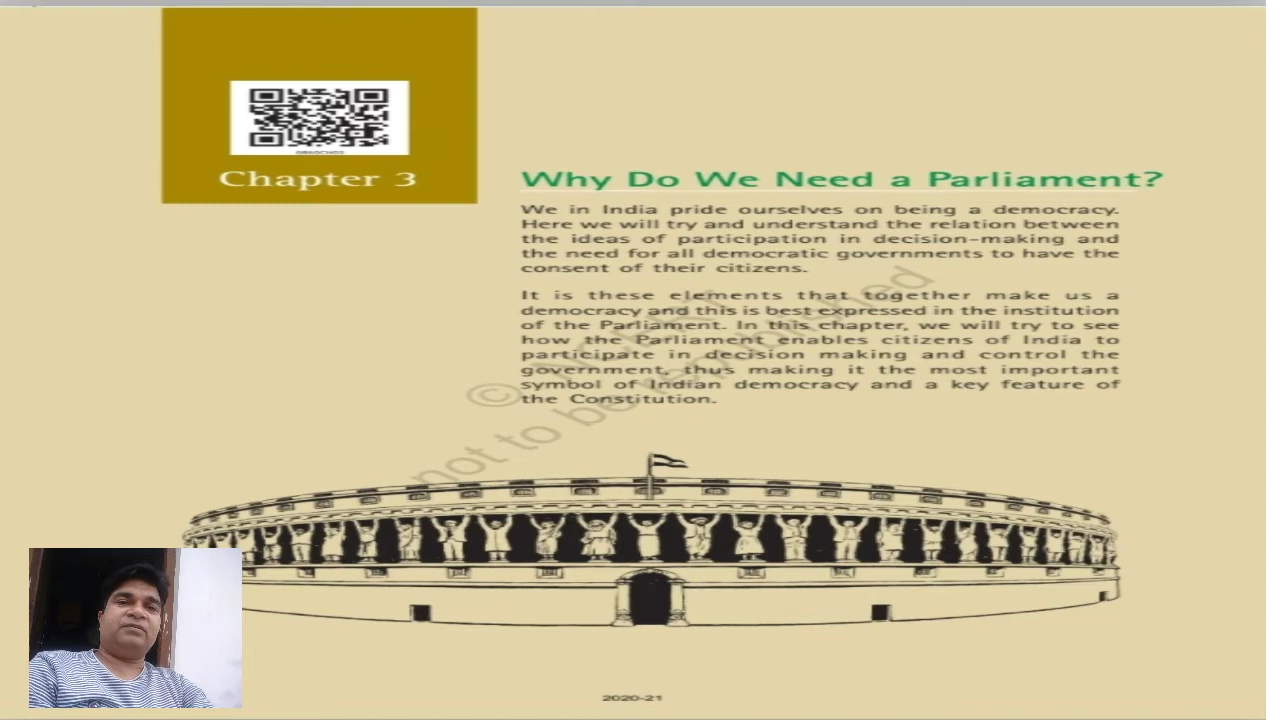 Chapter 3
Why Do We Need a Parliament?
We in India pride ourselves on being a democracy.
Here we will try and understand the relation between
the ideas of participation in decision-making and
the need for all democratic governments to have the
consent of their citizens.
It is these elements that together make us a
democracy and this is best expressed in the institution
of the Parliament. In this chapter, we will try to see
how the Parliament enables citizens of India to
participate in decision making and control the
government, thus making it the most important
symbol of Indian democracy and a key feature of
the Constitution.
not to be republished
2020-21